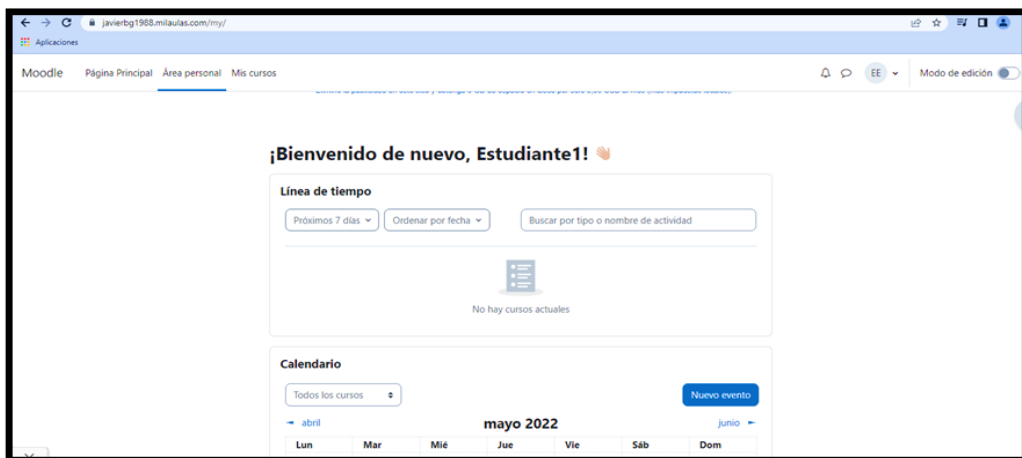 javierbg1988.milaulas.com/my/
Aplicaciones
Moodle Página Principal Área personal Mis cursos EE Modo de edición
¡Bienvenido de nuevo, Estudiante1! 👋🏼
Línea de tiempo
Próximos 7 días Ordenar por fecha Buscar por tipo o nombre de actividad
No hay cursos actuales
Calendario
Todos los cursos Nuevo evento
abril mayo 2022 junio
Lun Mar Mié Jue Vie Sáb Dom